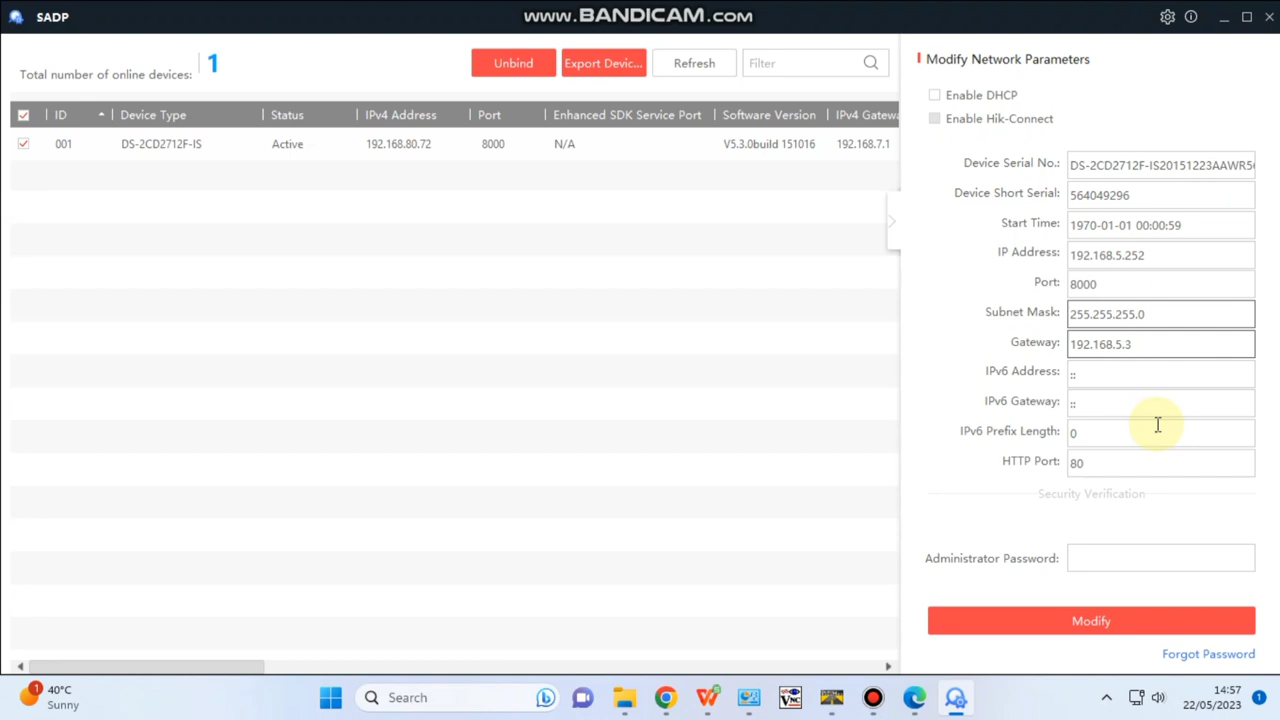 SADP
www.BANDICAM.com
Total number of online devices: 1
Unbind
Export Devic...
Refresh
Filter
ID Device Type Status IPv4 Address Port Enhanced SDK Service Port Software Version IPv4 Gatew
001 DS-2CD2712F-IS Active 192.168.80.72 8000 N/A V5.3.0build 151016 192.168.7.1
Modify Network Parameters
Enable DHCP
Enable Hik-Connect
Device Serial No.: DS-2CD2712F-IS20151223AAWR56
Device Short Serial: 564049296
Start Time: 1970-01-01 00:00:59
IP Address: 192.168.5.252
Port: 8000
Subnet Mask: 255.255.255.0
Gateway: 192.168.5.3
IPv6 Address: ::
IPv6 Gateway: ::
IPv6 Prefix Length: 0
HTTP Port: 80
Security Verification
Administrator Password:
Modify
Forgot Password
1
40°C
Sunny
Search
14:57
22/05/2023
1